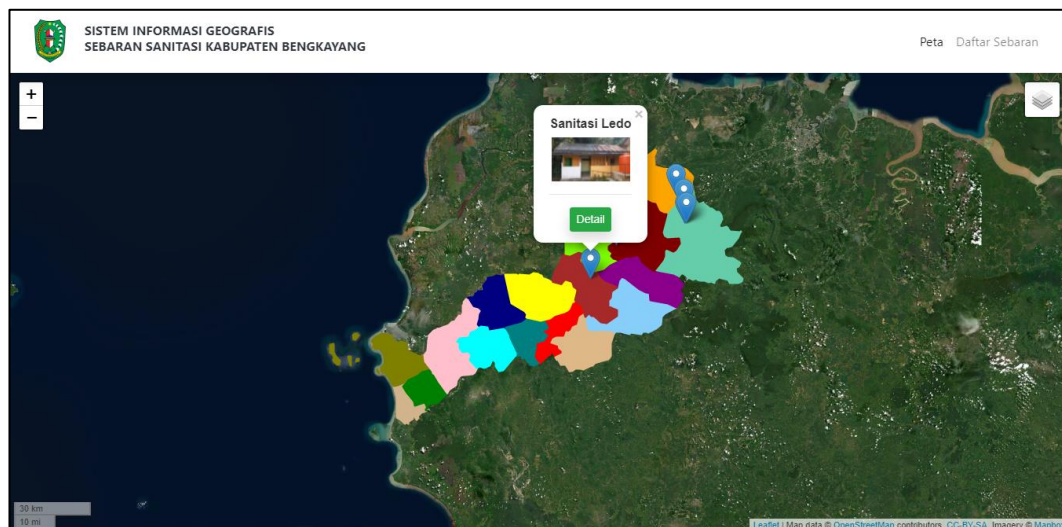 SISTEM INFORMASI GEOGRAFIS
SEBARAN SANITASI KABUPATEN BENGKAYANG
Peta Daftar Sebaran
+
−
Sanitasi Ledo
×
Detail
30 km
10 mi
Leaflet | Map data © OpenStreetMap contributors, CC-BY-SA, Imagery ©